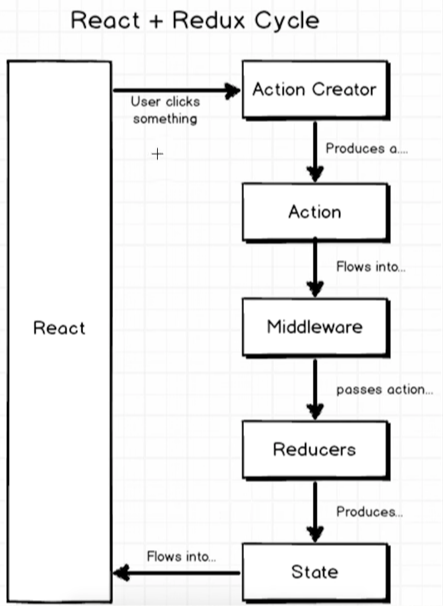 React + Redux Cycle
User clicks
something
Action Creator
Produces a....
Action
Flows into...
React
Middleware
passes action...
Reducers
Produces...
Flows into...
State